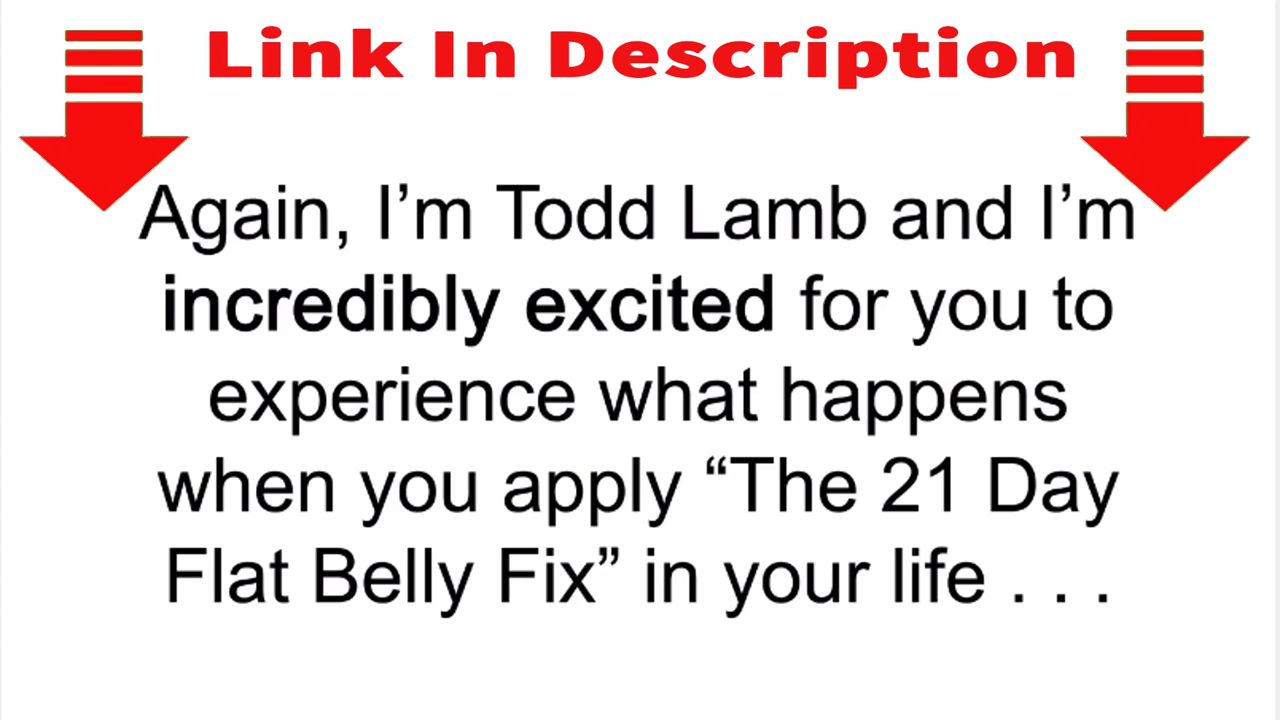 Link In Description
Again, I’m Todd Lamb and I’m
incredibly excited for you to
experience what happens
when you apply “The 21 Day
Flat Belly Fix” in your life . . .